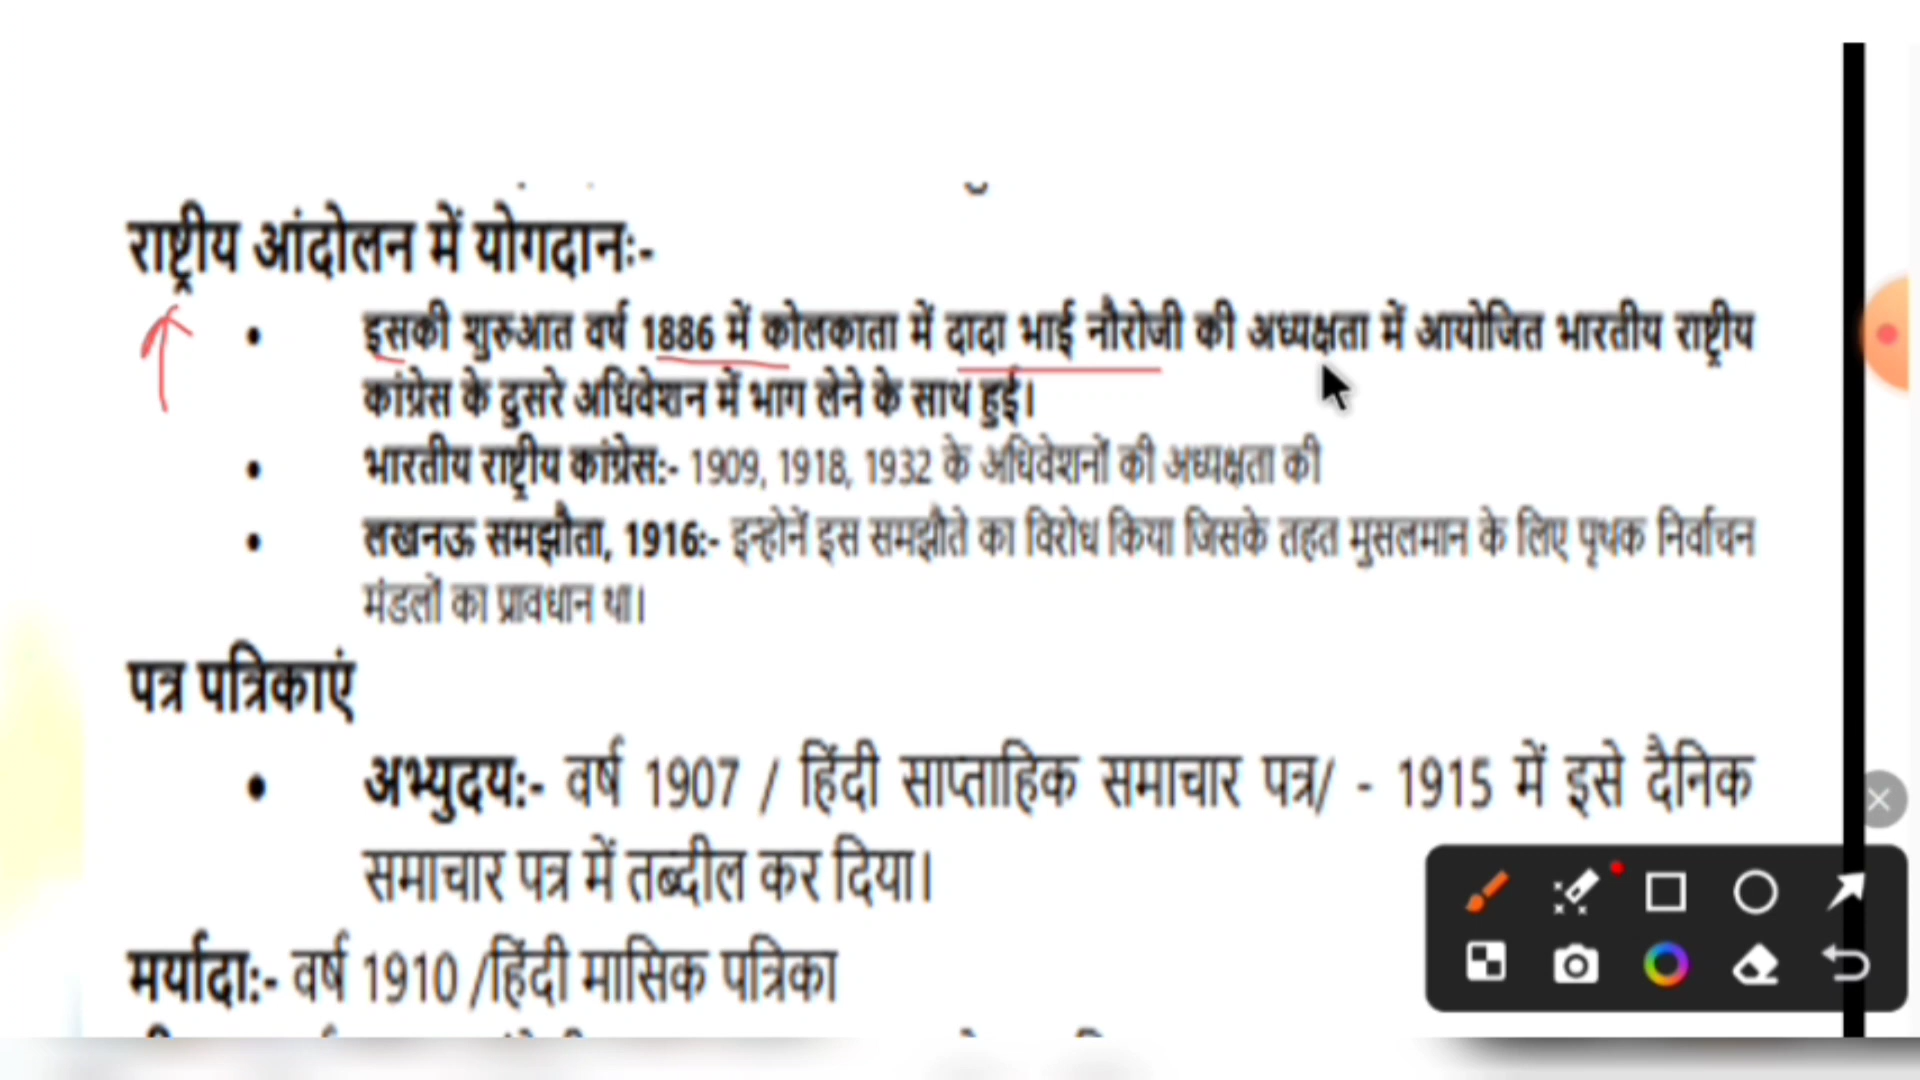 राष्ट्रीय आंदोलन में योगदानः-
• इसकी शुरुआत वर्ष 1886 में कोलकाता में दादा भाई नौरोजी की अध्यक्षता में आयोजित भारतीय राष्ट्रीय
कांग्रेस के दुसरे अधिवेशन में भाग लेने के साथ हुई।
• भारतीय राष्ट्रीय कांग्रेस:- 1909, 1918, 1932 के अधिवेशनों की अध्यक्षता की
• लखनऊ समझौता, 1916:- इन्होनें इस समझौते का विरोध किया जिसके तहत मुसलमान के लिए पृथक निर्वाचन
मंडलों का प्रावधान था।
पत्र पत्रिकाएं
• अभ्युदय:- वर्ष 1907 / हिंदी साप्ताहिक समाचार पत्र/ - 1915 में इसे दैनिक
समाचार पत्र में तब्दील कर दिया।
मर्यादा:- वर्ष 1910 /हिंदी मासिक पत्रिका